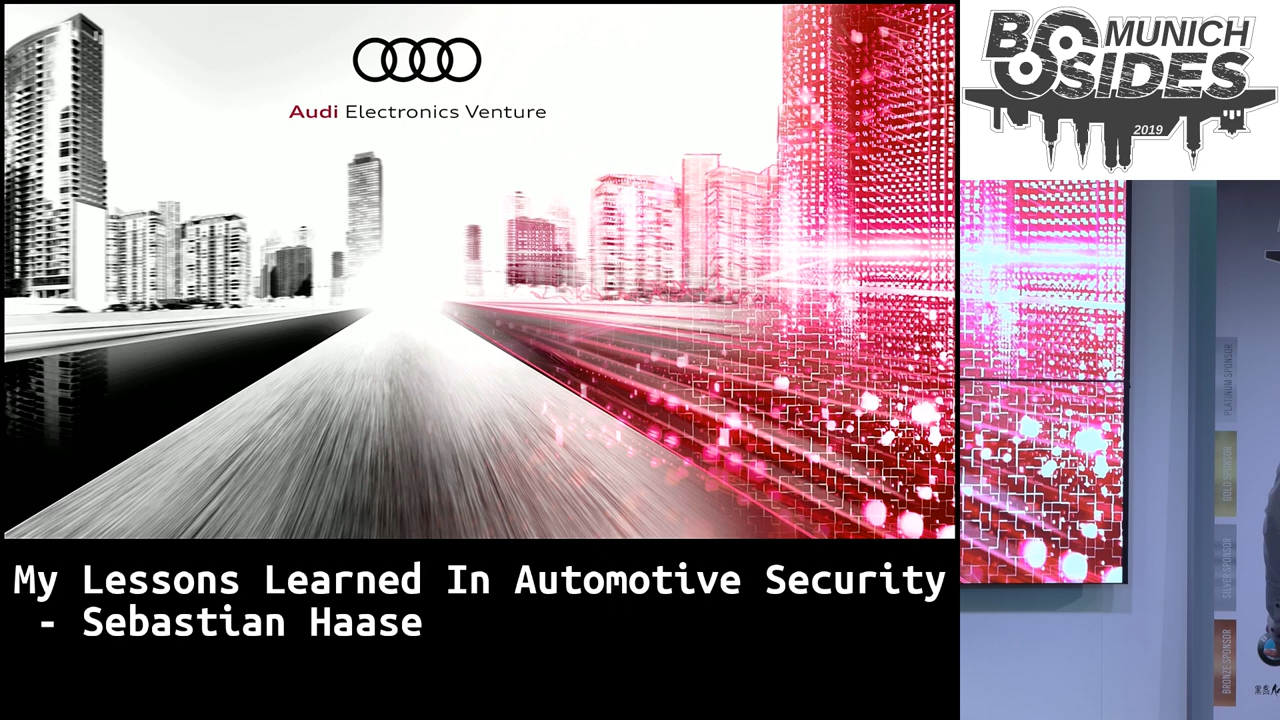 Audi Electronics Venture
BSIDES MUNICH
2019
My Lessons Learned In Automotive Security
- Sebastian Haase
PLATINUM SPONSOR
GOLD SPONSOR
SILVER SPONSOR
BRONZE SPONSOR